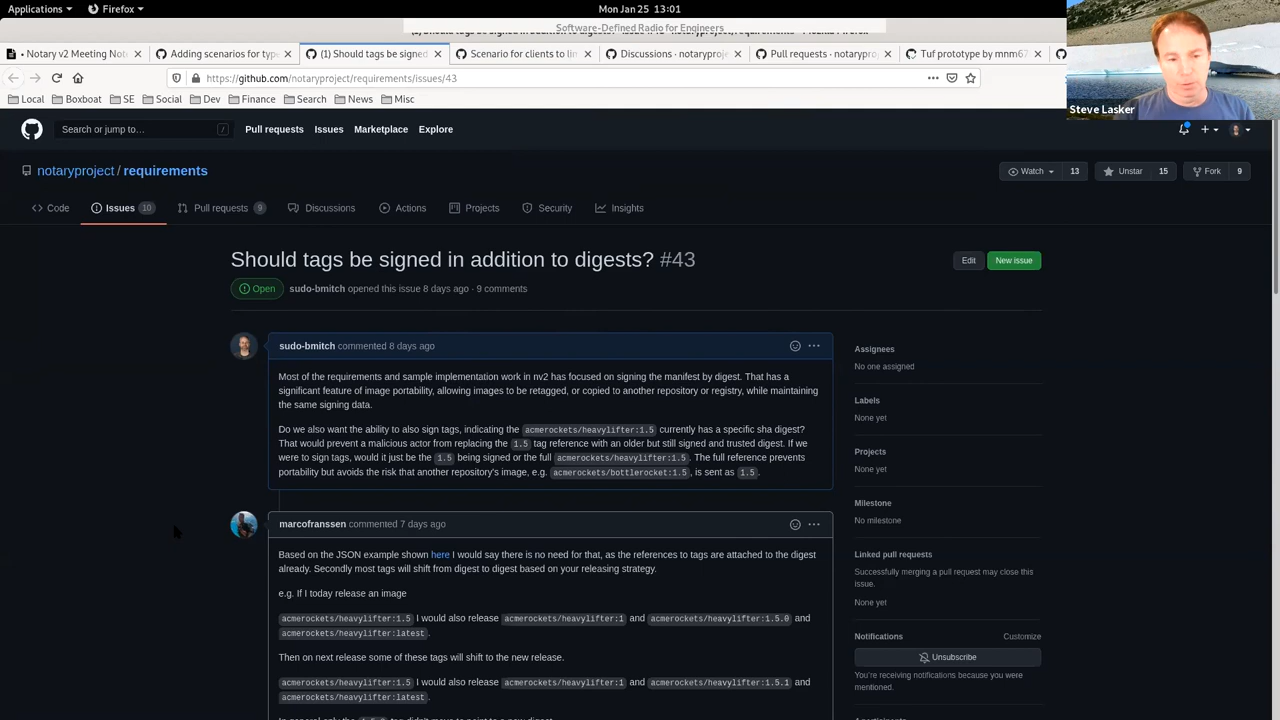 Applications
Firefox
Mon Jan 25 13:01
Software-Defined Radio for Engineers
Notary v2 Meeting Not
Adding scenarios for typ
(1) Should tags be signed
Scenario for clients to li
Discussions · notaryproje
Pull requests · notarypro
Tuf prototype by mnm67
https://github.com/notaryproject/requirements/issues/43
Local
Boxboat
SE
Social
Dev
Finance
Search
News
Misc
Steve Lasker
Search or jump to…
/
Pull requests
Issues
Marketplace
Explore
notaryproject / requirements
Watch 13
Unstar 15
Fork 9
Code
Issues 10
Pull requests 9
Discussions
Actions
Projects
Security
Insights
Should tags be signed in addition to digests? #43
Edit
New issue
Open
sudo-bmitch opened this issue 8 days ago · 9 comments
sudo-bmitch commented 8 days ago
Most of the requirements and sample implementation work in nv2 has focused on signing the manifest by digest. That has a
significant feature of image portability, allowing images to be retagged, or copied to another repository or registry, while maintaining
the same signing data.
Do we also want the ability to also sign tags, indicating the acmerockets/heavylifter:1.5 currently has a specific sha digest?
That would prevent a malicious actor from replacing the 1.5 tag reference with an older but still signed and trusted digest. If we
were to sign tags, would it just be the 1.5 being signed or the full acmerockets/heavylifter:1.5. The full reference prevents
portability but avoids the risk that another repository's image, e.g. acmerockets/bottlerocket:1.5, is sent as 1.5.
marcofranssen commented 7 days ago
Based on the JSON example shown here I would say there is no need for that, as the references to tags are attached to the digest
already. Secondly most tags will shift from digest to digest based on your releasing strategy.
e.g. If I today release an image
acmerockets/heavylifter:1.5 I would also release acmerockets/heavylifter:1 and acmerockets/heavylifter:1.5.0 and
acmerockets/heavylifter:latest.
Then on next release some of these tags will shift to the new release.
acmerockets/heavylifter:1.5 I would also release acmerockets/heavylifter:1 and acmerockets/heavylifter:1.5.1 and
acmerockets/heavylifter:latest.
Assignees
No one assigned
Labels
None yet
Projects
None yet
Milestone
No milestone
Linked pull requests
Successfully merging a pull request may close this
issue.
None yet
Notifications
Customize
Unsubscribe
You're receiving notifications because you were
mentioned.